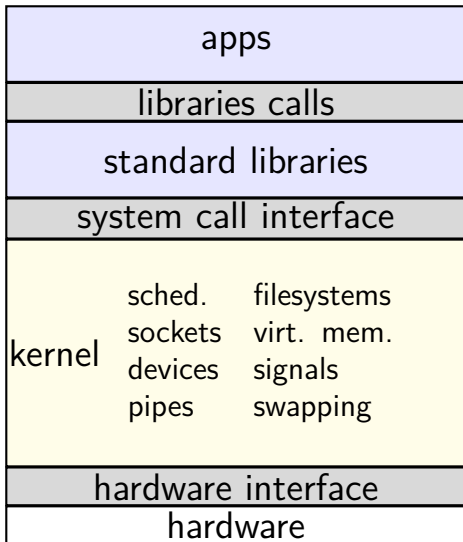 apps
libraries calls
standard libraries
system call interface
kernel
sched. filesystems
sockets virt. mem.
devices signals
pipes swapping
hardware interface
hardware